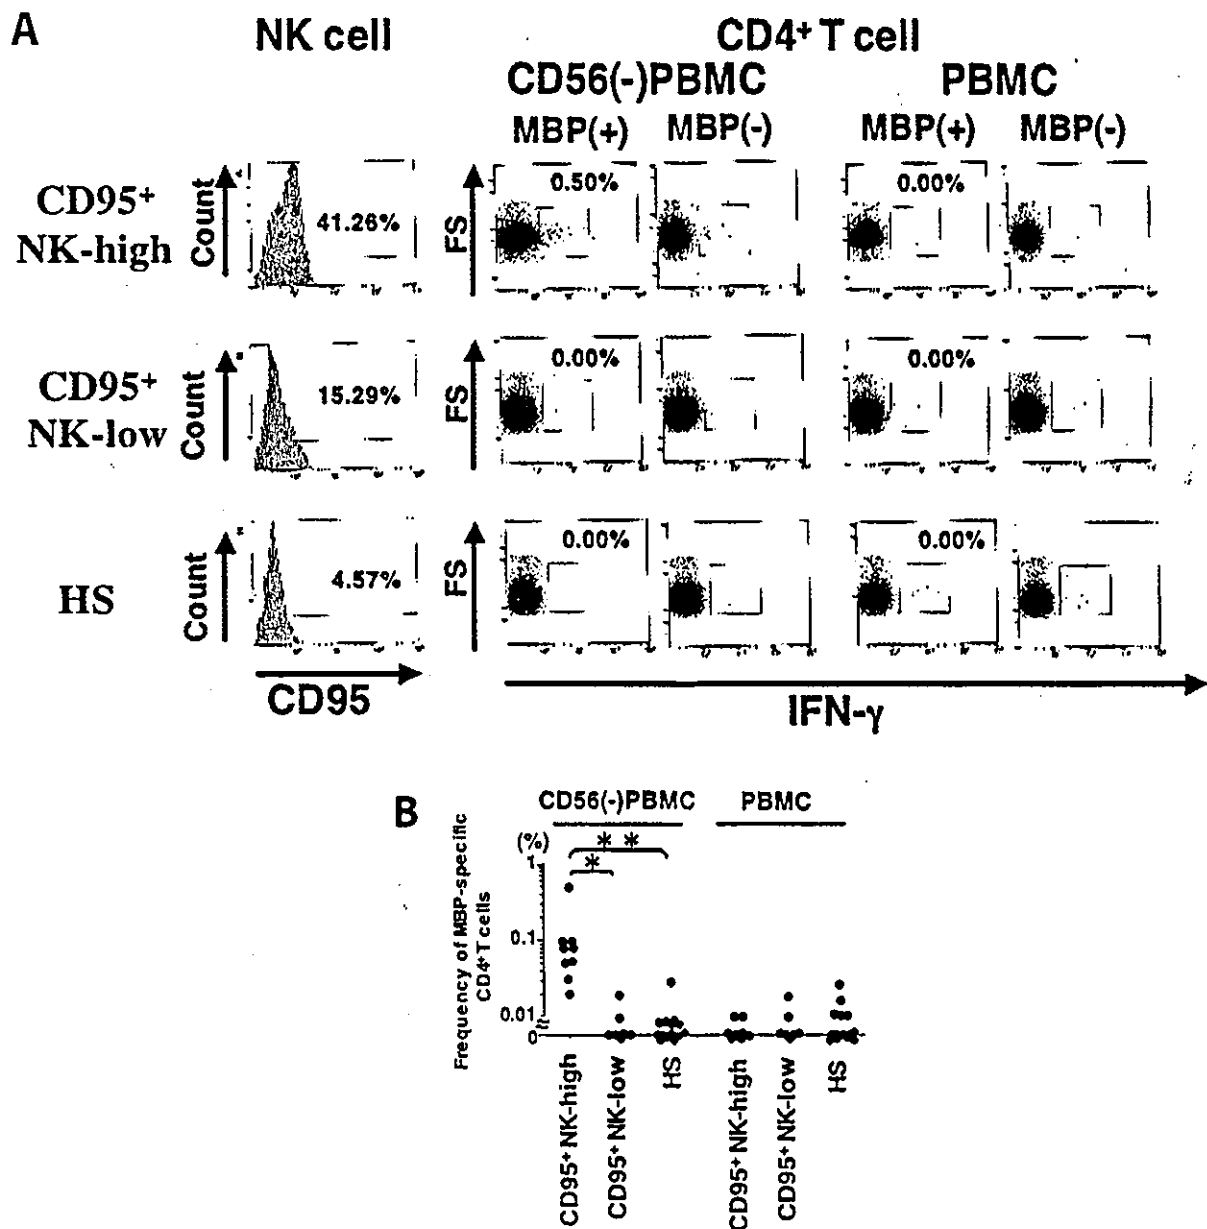 A
NK cell
CD4⁺ T cell
CD56(-)PBMC
PBMC
MBP(+)
MBP(-)
MBP(+)
MBP(-)
CD95⁺
NK-high
Count
41.26%
FS
0.50%
0.00%
CD95⁺
NK-low
Count
15.29%
FS
0.00%
0.00%
HS
Count
4.57%
FS
0.00%
0.00%
CD95
IFN-γ
B
CD56(-)PBMC
PBMC
(%)
* *
*
1
0.1
0.01
0
Frequency of MBP-specific
CD4⁺T cells
CD95⁺ NK-high
CD95⁺ NK-low
HS
CD95⁺ NK-high
CD95⁺ NK-low
HS